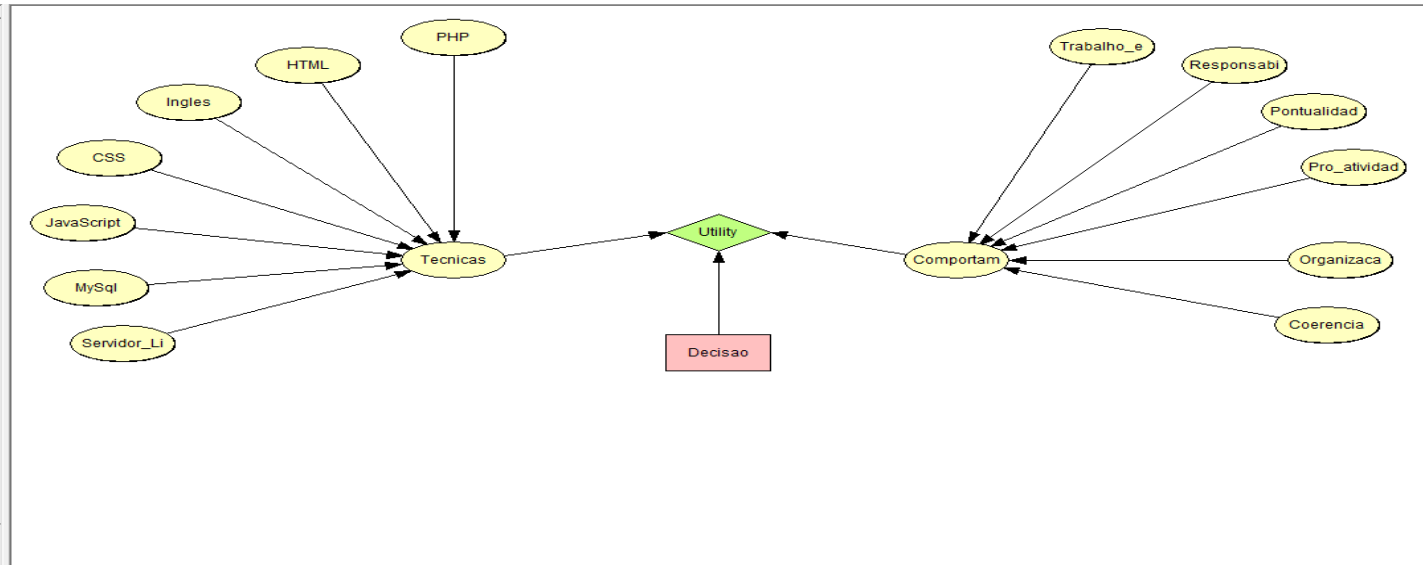 PHP
Trabalho_e
HTML
Responsabi
Ingles
Pontualidad
CSS
Pro_atividad
JavaScript
Utility
Tecnicas
Comportam
Organizaca
MySql
Servidor_Li
Coerencia
Decisao